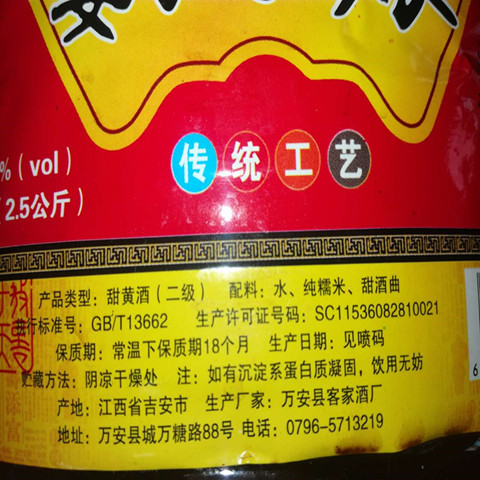 %（vol）
2.5公斤）
传统工艺
产品类型：甜黄酒（二级） 配料：水、纯糯米、甜酒曲
执行标准号：GB/T13662 生产许可证号码：SC11536082810021
保质期：常温下保质期18个月 生产日期：见喷码
贮藏方法：阴凉干燥处 注：如有沉淀系蛋白质凝固，饮用无妨
产地：江西省吉安市 生产厂家：万安县客家酒厂
地址：万安县城万糖路88号 电话：0796-5713219